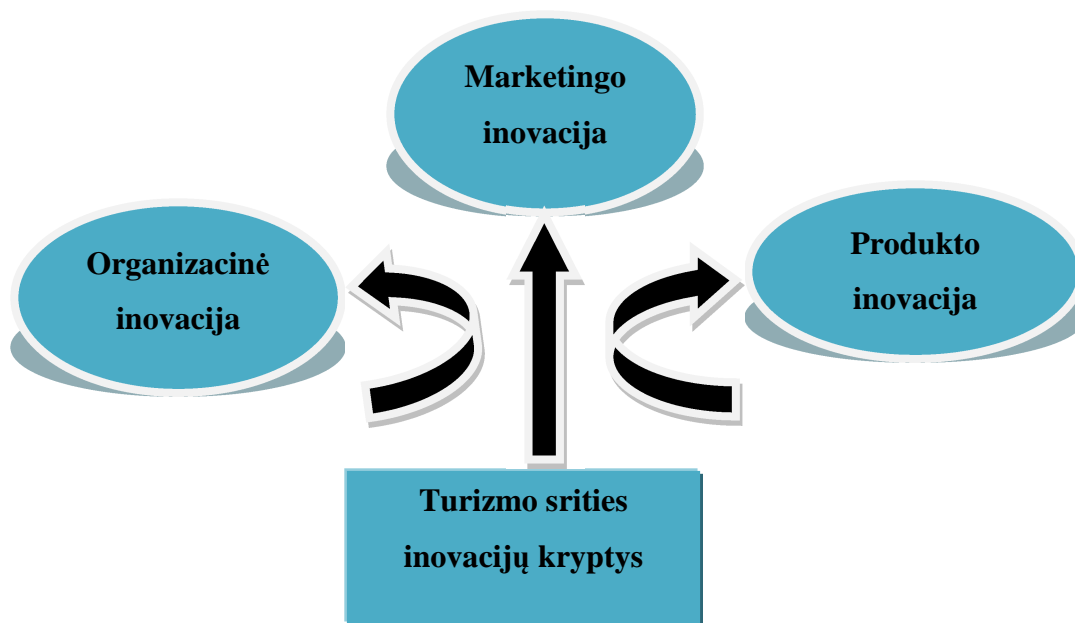 Marketingo
inovacija
Organizacinė
inovacija
Produkto
inovacija
Turizmo srities
inovacijų kryptys